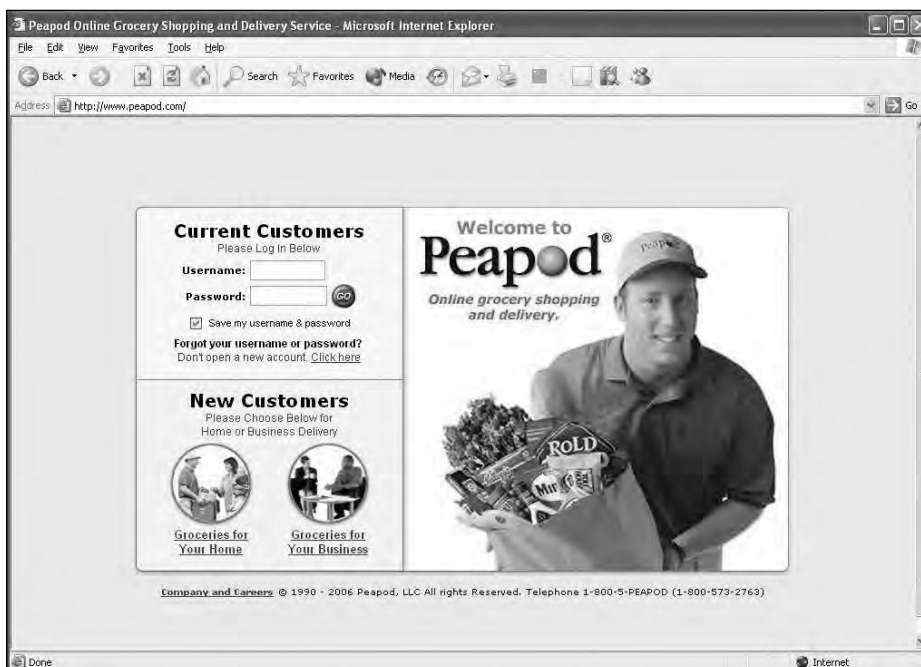 Peapod Online Grocery Shopping and Delivery Service - Microsoft Internet Explorer
File Edit View Favorites Tools Help
Back Search Favorites Media
Address http://www.peapod.com/ Go
Current Customers
Please Log In Below
Username:
Password: GO
Save my username & password
Forgot your username or password?
Don't open a new account. Click here
New Customers
Please Choose Below for
Home or Business Delivery
Groceries for
Your Home
Groceries for
Your Business
Welcome to
Peapod®
Online grocery shopping
and delivery.
Peapod
ROLD
Company and Careers © 1990 - 2006 Peapod, LLC All rights Reserved. Telephone 1-800-5-PEAPOD (1-800-573-2763)
Done Internet